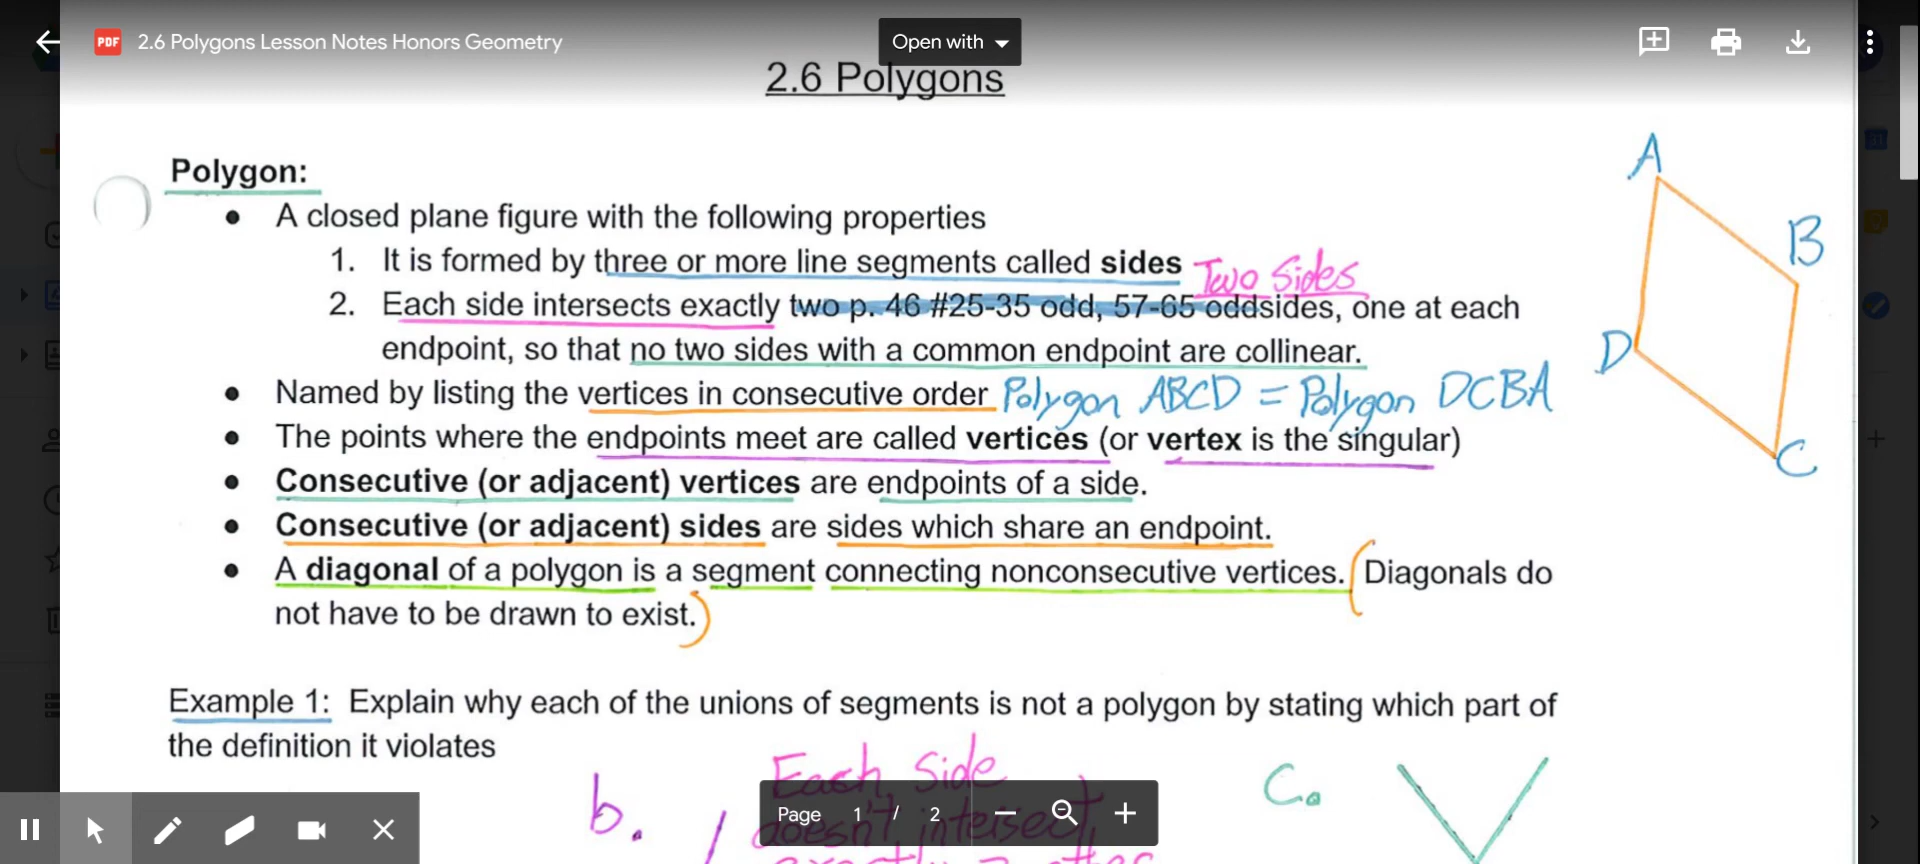 PDF 2.6 Polygons Lesson Notes Honors Geometry
Open with
2.6 Polygons
Polygon:
A
• A closed plane figure with the following properties
B
1. It is formed by three or more line segments called sides Two Sides
2. Each side intersects exactly two p. 46 #25-35 odd, 57-65 oddsides, one at each
endpoint, so that no two sides with a common endpoint are collinear.
D
• Named by listing the vertices in consecutive order Polygon ABCD = Polygon DCBA
• The points where the endpoints meet are called vertices (or vertex is the singular)
C
• Consecutive (or adjacent) vertices are endpoints of a side.
• Consecutive (or adjacent) sides are sides which share an endpoint.
• A diagonal of a polygon is a segment connecting nonconsecutive vertices. (Diagonals do
not have to be drawn to exist.)
Example 1: Explain why each of the unions of segments is not a polygon by stating which part of
the definition it violates
b. Each side
doesn't intersect
exactly 2 other
C.
Page 1 / 2
31